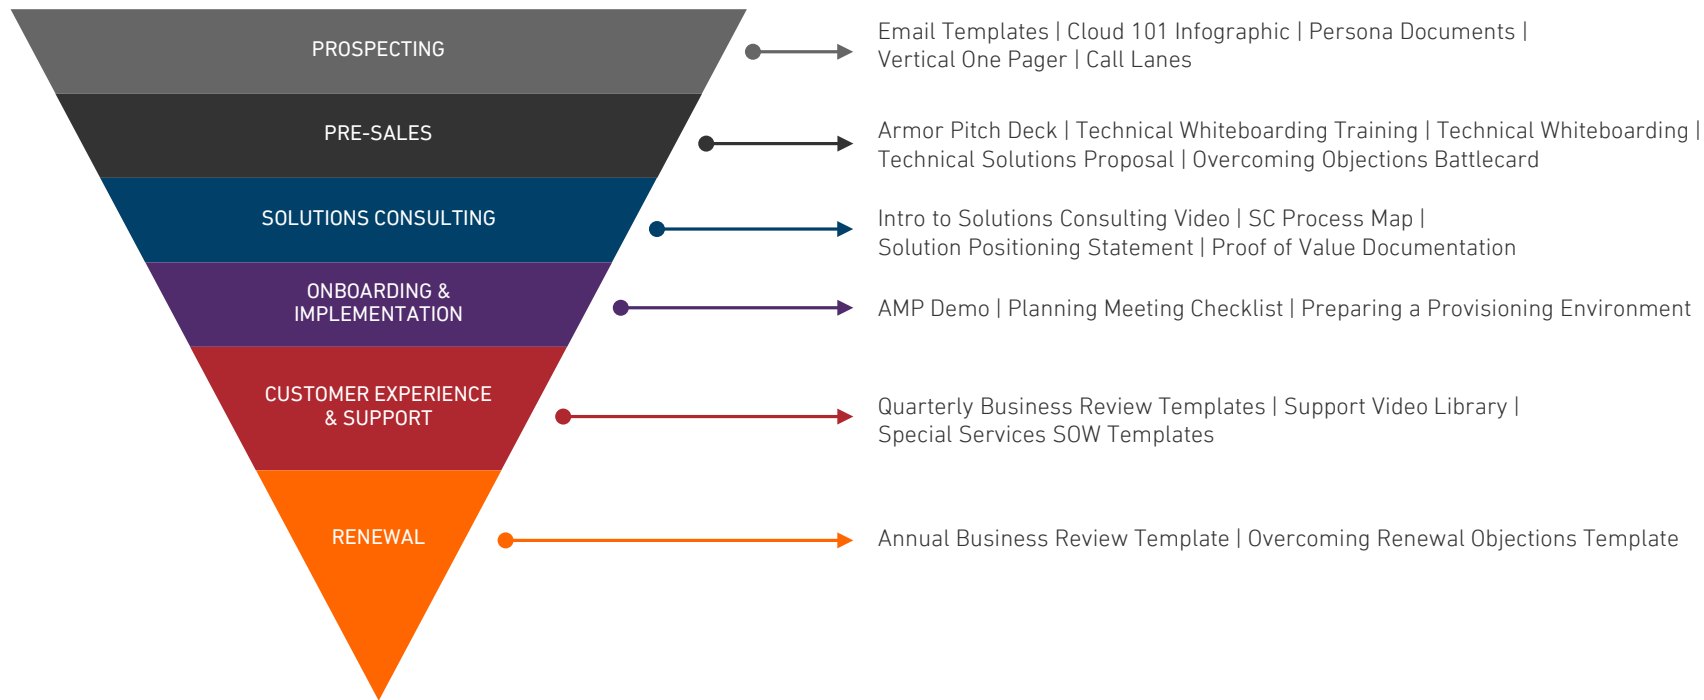 PROSPECTING
Email Templates | Cloud 101 Infographic | Persona Documents |
Vertical One Pager | Call Lanes
PRE-SALES
Armor Pitch Deck | Technical Whiteboarding Training | Technical Whiteboarding |
Technical Solutions Proposal | Overcoming Objections Battlecard
SOLUTIONS CONSULTING
Intro to Solutions Consulting Video | SC Process Map |
Solution Positioning Statement | Proof of Value Documentation
ONBOARDING &
IMPLEMENTATION
AMP Demo | Planning Meeting Checklist | Preparing a Provisioning Environment
CUSTOMER EXPERIENCE
& SUPPORT
Quarterly Business Review Templates | Support Video Library |
Special Services SOW Templates
RENEWAL
Annual Business Review Template | Overcoming Renewal Objections Template